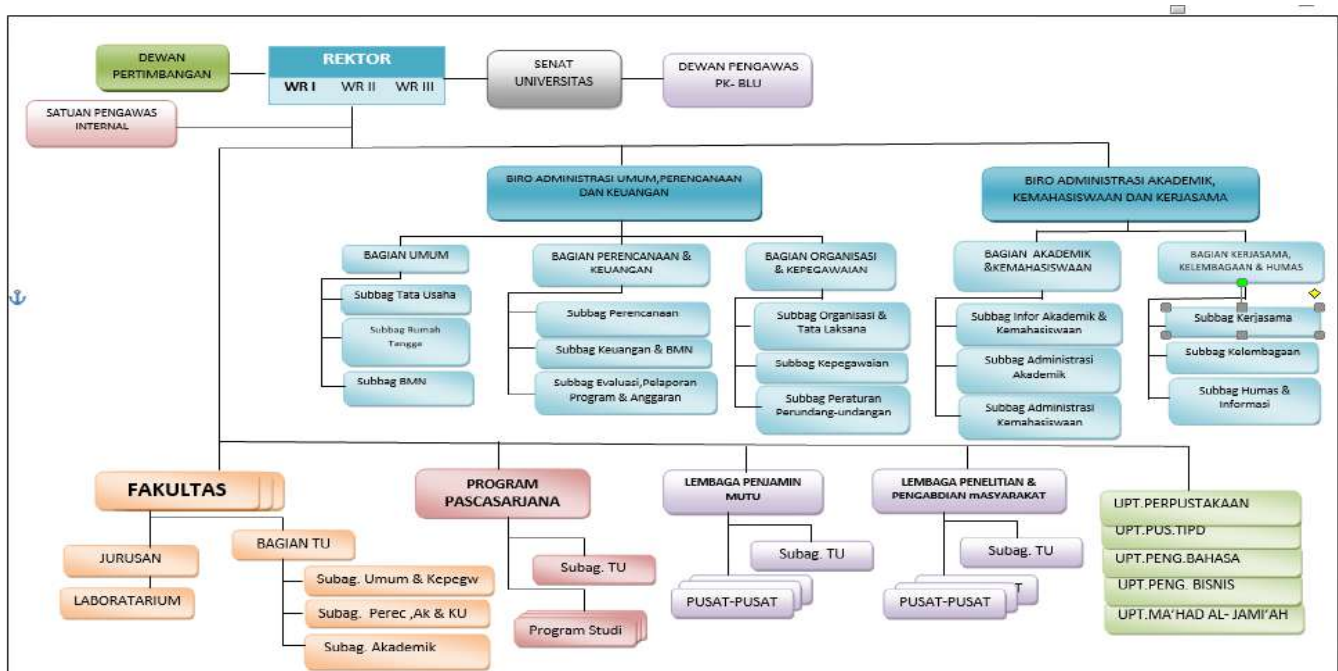 DEWAN
PERTIMBANGAN
REKTOR
WR I WR II WR III
SENAT
UNIVERSITAS
DEWAN PENGAWAS
PK- BLU
SATUAN PENGAWAS
INTERNAL
BIRO ADMINISTRASI UMUM,PERENCANAAN
DAN KEUANGAN
BIRO ADMINISTRASI AKADEMIK,
KEMAHASISWAAN DAN KERJASAMA
BAGIAN UMUM
Subbag Tata Usaha
Subbag Rumah
Tangga
Subbag BMN
BAGIAN PERENCANAAN &
KEUANGAN
Subbag Perencanaan
Subbag Keuangan & BMN
Subbag Evaluasi,Pelaporan
Program & Anggaran
BAGIAN ORGANISASI
& KEPEGAWAIAN
Subbag Organisasi &
Tata Laksana
Subbag Kepegawaian
Subbag Peraturan
Perundang-undangan
BAGIAN AKADEMIK
&KEMAHASISWAAN
Subbag Infor Akademik &
Kemahasiswaan
Subbag Administrasi
Akademik
Subbag Administrasi
Kemahasiswaan
BAGIAN KERJASAMA,
KELEMBAGAAN & HUMAS
Subbag Kerjasama
Subbag Kelembagaan
Subbag Humas &
Informasi
FAKULTAS
JURUSAN
LABORATARIUM
BAGIAN TU
Subag. Umum & Kepegw
Subag. Perec ,Ak & KU
Subag. Akademik
PROGRAM
PASCASARJANA
Subag. TU
Program Studi
LEMBAGA PENJAMIN
MUTU
Subag. TU
PUSAT-PUSAT
LEMBAGA PENELITIAN &
PENGABDIAN mASYARAKAT
Subag. TU
PUSAT-PUSAT
UPT.PERPUSTAKAAN
UPT.PUS.TIPD
UPT.PENG.BAHASA
UPT.PENG. BISNIS
UPT.MA'HAD AL- JAMI'AH